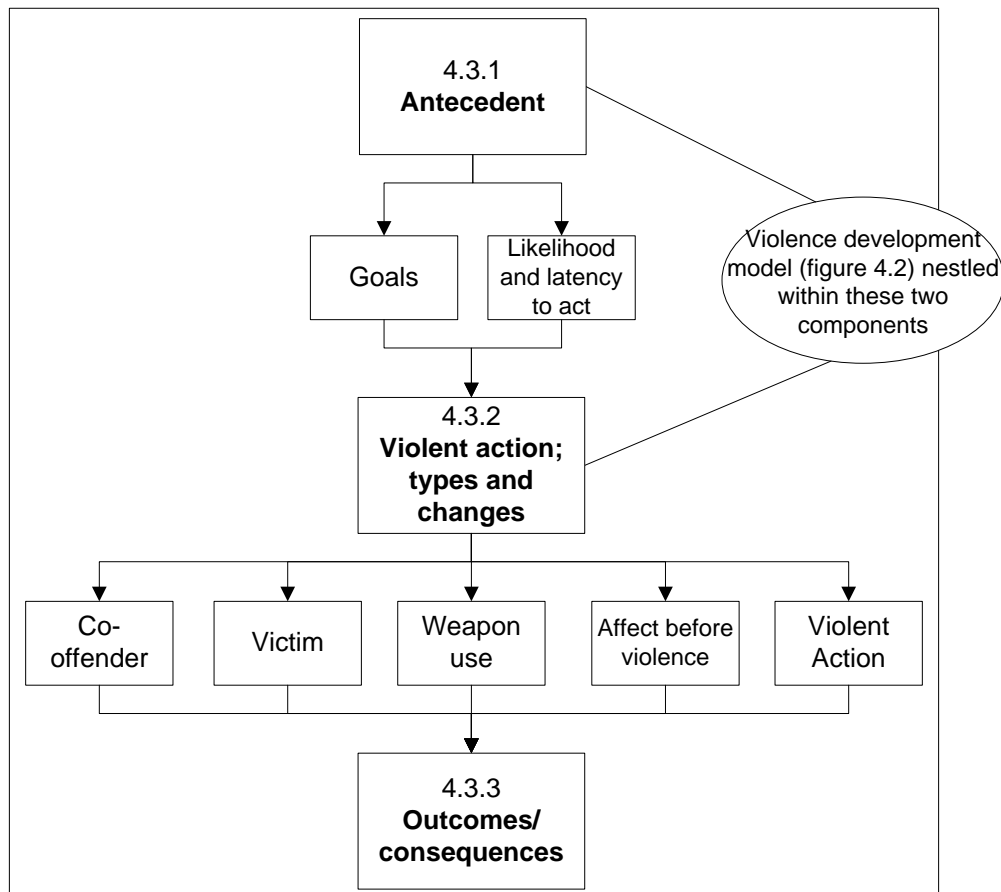 4.3.1
Antecedent
Goals
Likelihood
and latency
to act
Violence development
model (figure 4.2) nestled
within these two
components
4.3.2
Violent action;
types and
changes
Co-
offender
Victim
Weapon
use
Affect before
violence
Violent
Action
4.3.3
Outcomes/
consequences